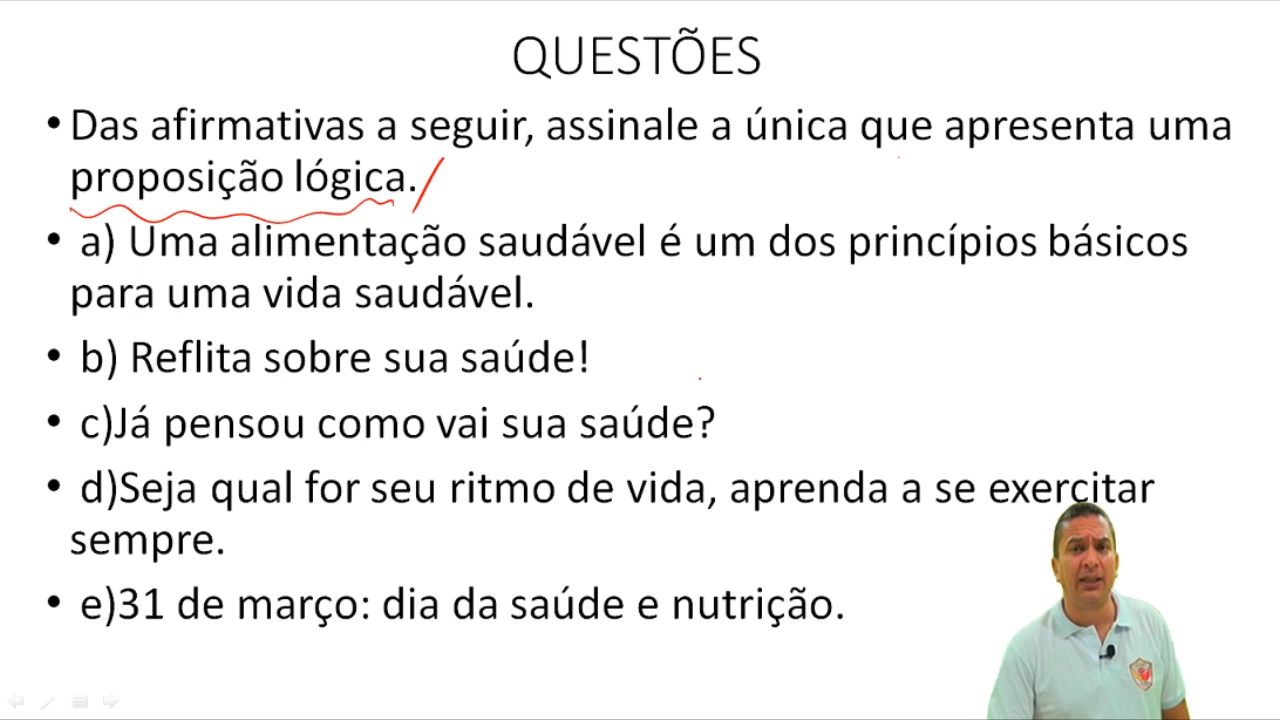 QUESTÕES
• Das afirmativas a seguir, assinale a única que apresenta uma
proposição lógica.
• a) Uma alimentação saudável é um dos princípios básicos
para uma vida saudável.
• b) Reflita sobre sua saúde!
• c)Já pensou como vai sua saúde?
• d)Seja qual for seu ritmo de vida, aprenda a se exercitar
sempre.
• e)31 de março: dia da saúde e nutrição.